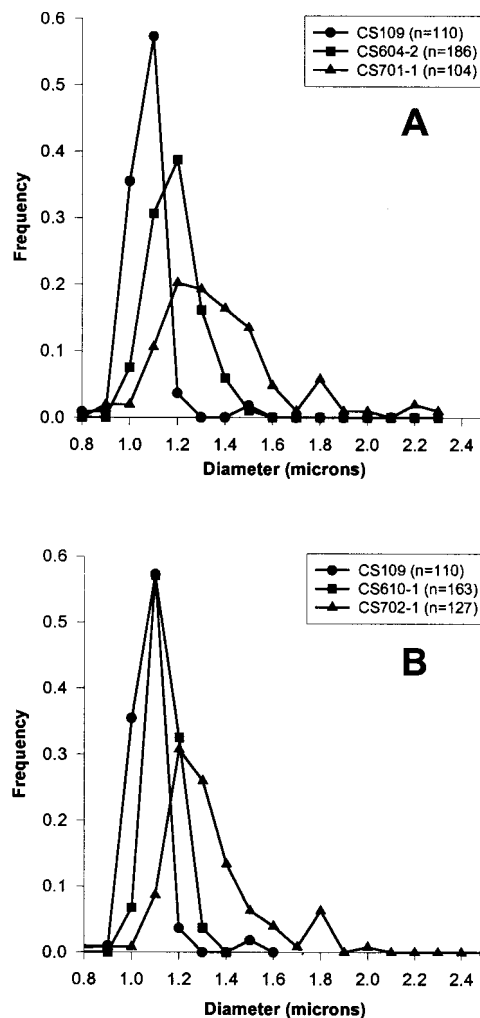 CS109 (n=110)
CS604-2 (n=186)
CS701-1 (n=104)
A
0.6
0.5
0.4
0.3
0.2
0.1
0.0
Frequency
0.8 1.0 1.2 1.4 1.6 1.8 2.0 2.2 2.4
Diameter (microns)
CS109 (n=110)
CS610-1 (n=163)
CS702-1 (n=127)
B
0.6
0.5
0.4
0.3
0.2
0.1
0.0
Frequency
0.8 1.0 1.2 1.4 1.6 1.8 2.0 2.2 2.4
Diameter (microns)